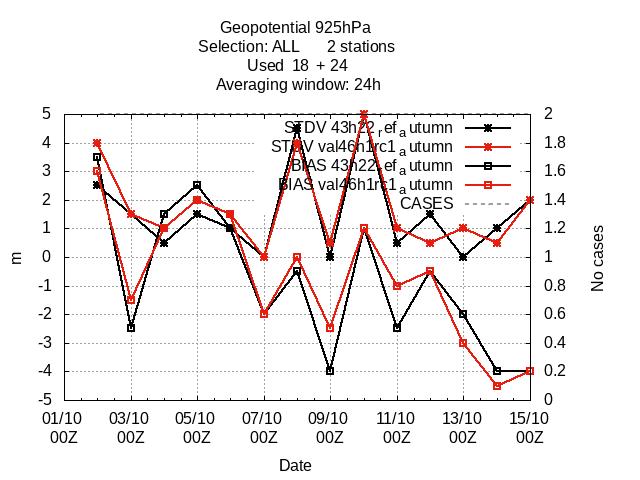 Geopotential 925hPa
Selection: ALL 2 stations
Used 18 + 24
Averaging window: 24h
STDV 43h22_ref_autumn
STDV val46h1rc1_autumn
BIAS 43h22_ref_autumn
BIAS val46h1rc1_autumn
CASES
5
4
3
2
1
0
-1
-2
-3
-4
-5
m
2
1.8
1.6
1.4
1.2
1
0.8
0.6
0.4
0.2
0
No cases
01/10 03/10 05/10 07/10 09/10 11/10 13/10 15/10
00Z 00Z 00Z 00Z 00Z 00Z 00Z 00Z
Date